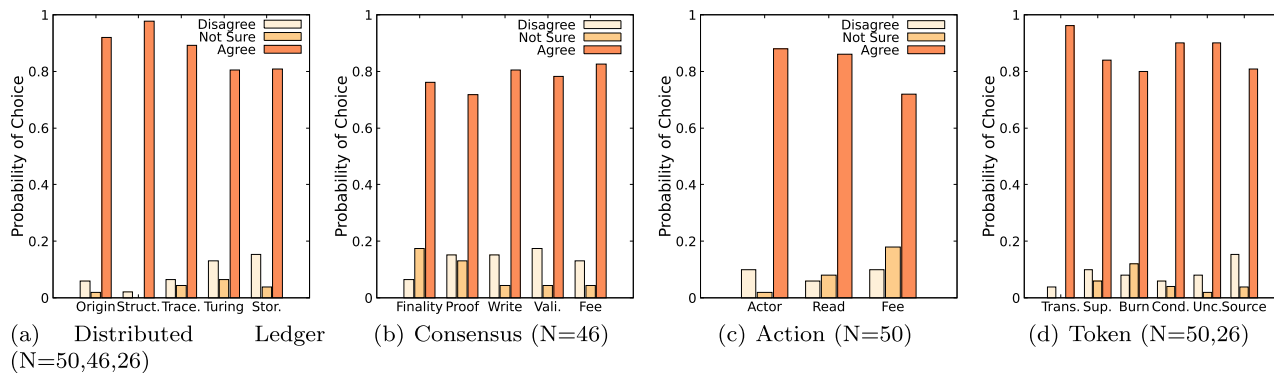 Probability of Choice
1
0.8
0.6
0.4
0.2
0
Disagree
Not Sure
Agree
Origin Struct. Trace. Turing Stor.
(a) Distributed Ledger
(N=50,46,26)
Probability of Choice
1
0.8
0.6
0.4
0.2
0
Disagree
Not Sure
Agree
Finality Proof Write Vali. Fee
(b) Consensus (N=46)
Probability of Choice
1
0.8
0.6
0.4
0.2
0
Disagree
Not Sure
Agree
Actor Read Fee
(c) Action (N=50)
Probability of Choice
1
0.8
0.6
0.4
0.2
0
Trans. Sup. Burn Cond. Unc. Source
(d) Token (N=50,26)